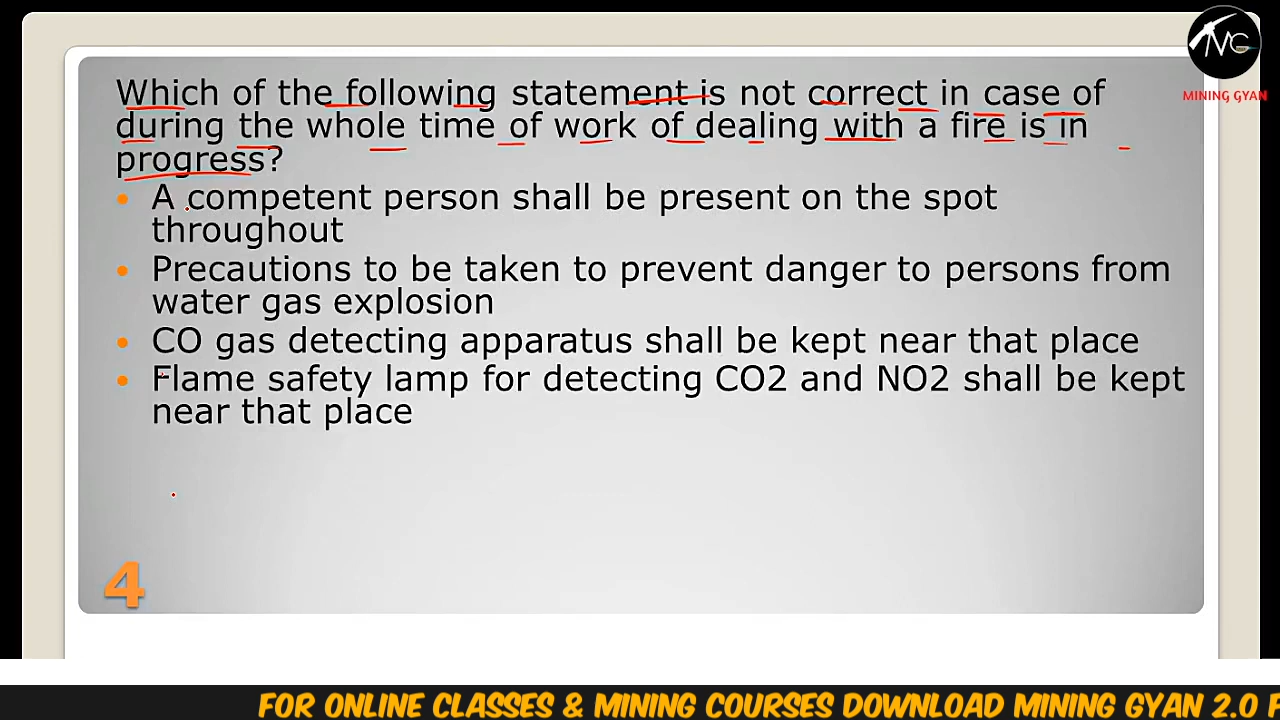 MINING GYAN
Which of the following statement is not correct in case of
during the whole time of work of dealing with a fire is in
progress?
• A competent person shall be present on the spot
throughout
• Precautions to be taken to prevent danger to persons from
water gas explosion
• CO gas detecting apparatus shall be kept near that place
• Flame safety lamp for detecting CO2 and NO2 shall be kept
near that place
4
FOR ONLINE CLASSES & MINING COURSES DOWNLOAD MINING GYAN 2.0